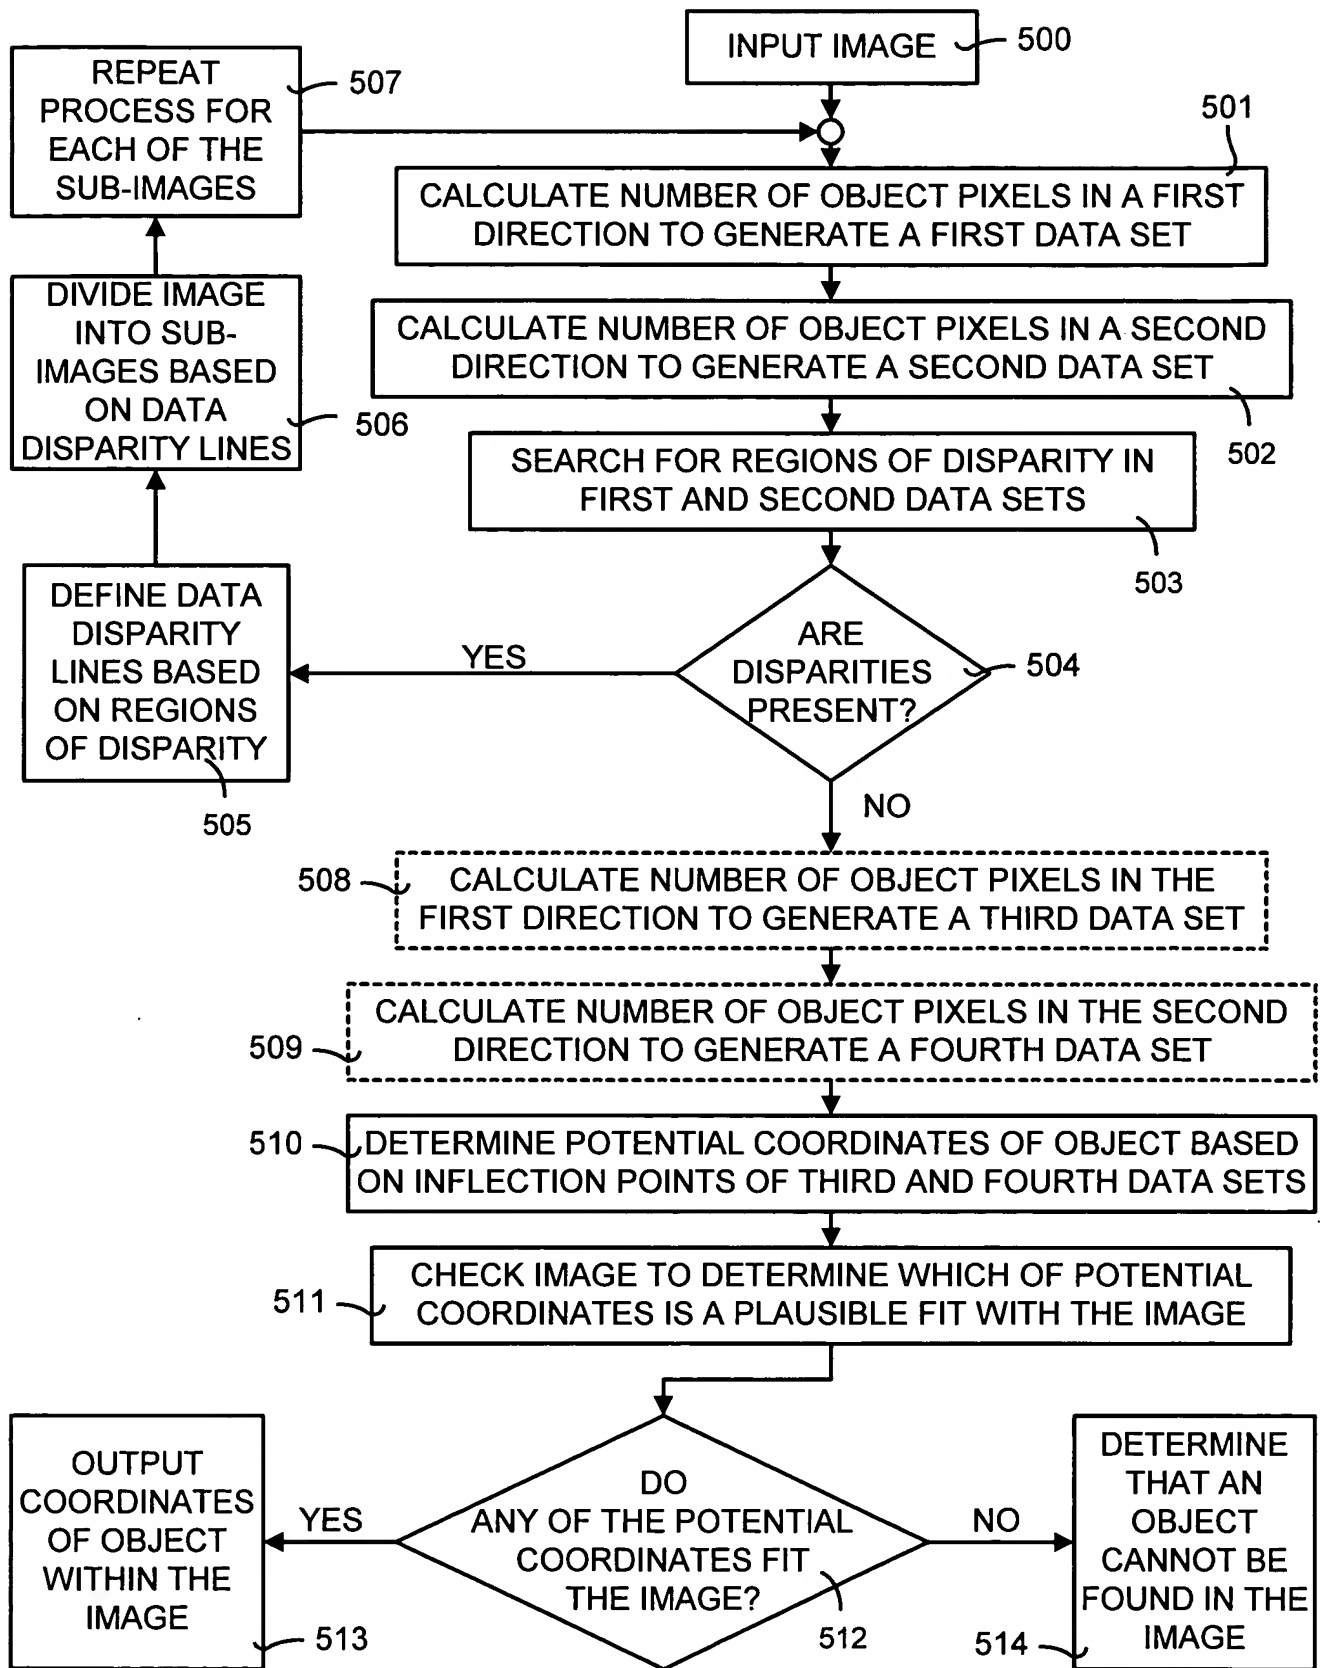 INPUT IMAGE
500
REPEAT
PROCESS FOR
EACH OF THE
SUB-IMAGES
507
501
CALCULATE NUMBER OF OBJECT PIXELS IN A FIRST
DIRECTION TO GENERATE A FIRST DATA SET
DIVIDE IMAGE
INTO SUB-
IMAGES BASED
ON DATA
DISPARITY LINES
506
CALCULATE NUMBER OF OBJECT PIXELS IN A SECOND
DIRECTION TO GENERATE A SECOND DATA SET
502
SEARCH FOR REGIONS OF DISPARITY IN
FIRST AND SECOND DATA SETS
503
DEFINE DATA
DISPARITY
LINES BASED
ON REGIONS
OF DISPARITY
505
YES
ARE
DISPARITIES
PRESENT?
504
NO
508
CALCULATE NUMBER OF OBJECT PIXELS IN THE
FIRST DIRECTION TO GENERATE A THIRD DATA SET
509
CALCULATE NUMBER OF OBJECT PIXELS IN THE SECOND
DIRECTION TO GENERATE A FOURTH DATA SET
510
DETERMINE POTENTIAL COORDINATES OF OBJECT BASED
ON INFLECTION POINTS OF THIRD AND FOURTH DATA SETS
511
CHECK IMAGE TO DETERMINE WHICH OF POTENTIAL
COORDINATES IS A PLAUSIBLE FIT WITH THE IMAGE
OUTPUT
COORDINATES
OF OBJECT
WITHIN THE
IMAGE
513
YES
DO
ANY OF THE POTENTIAL
COORDINATES FIT
THE IMAGE?
512
NO
DETERMINE
THAT AN
OBJECT
CANNOT BE
FOUND IN THE
IMAGE
514